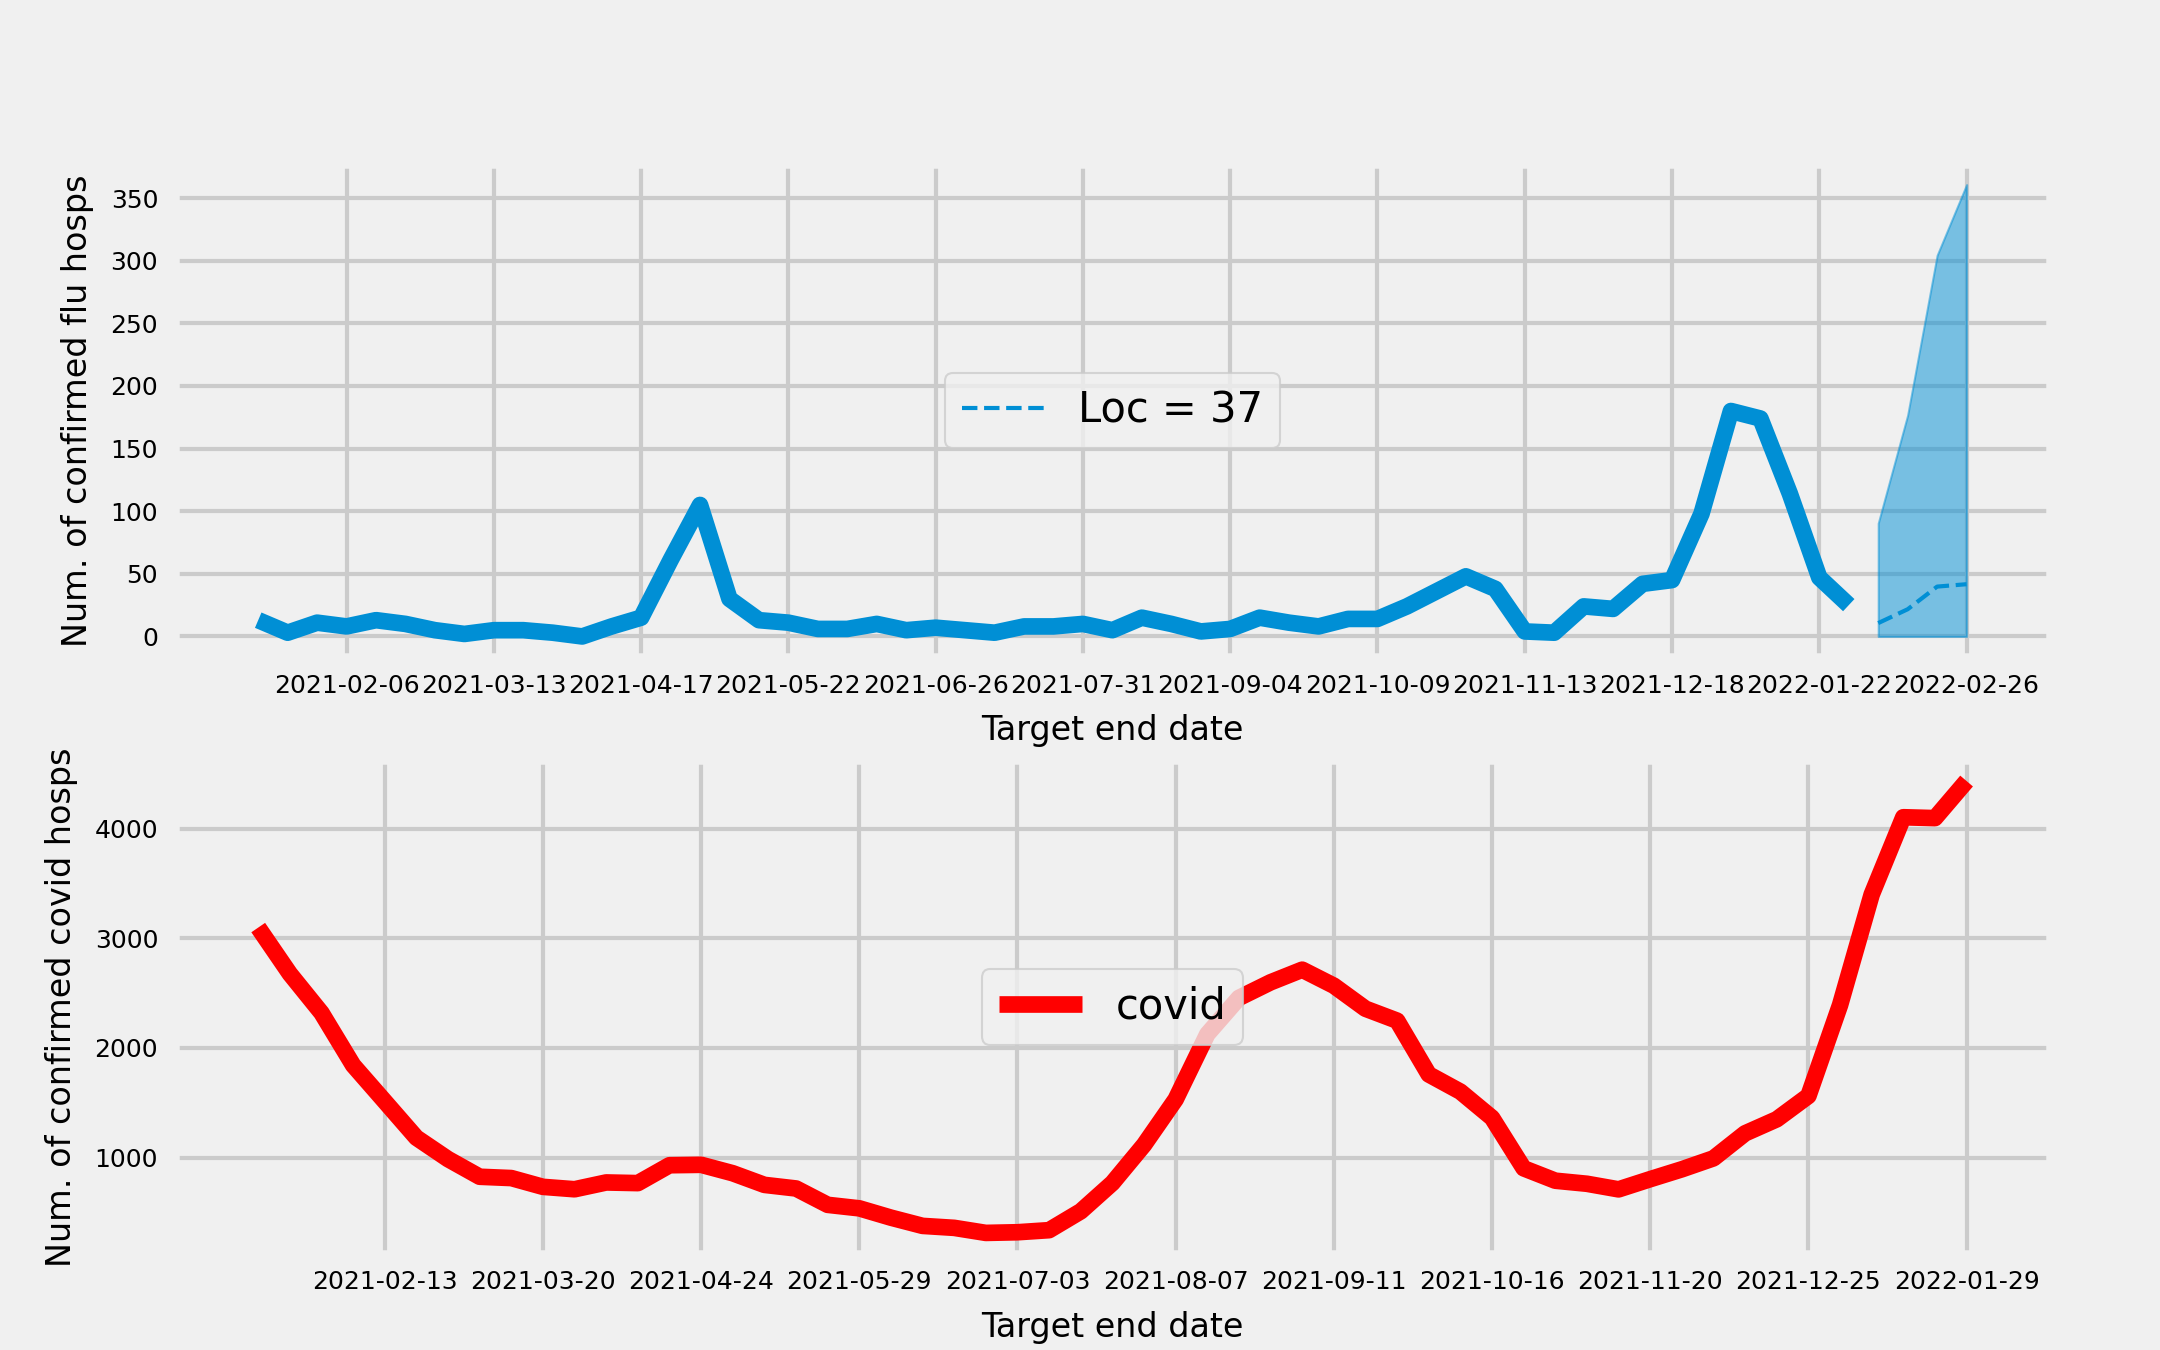 Num. of confirmed flu hosps
350
300
250
200
150
100
50
0
Loc = 37
2021-02-06 2021-03-13 2021-04-17 2021-05-22 2021-06-26 2021-07-31 2021-09-04 2021-10-09 2021-11-13 2021-12-18 2022-01-22 2022-02-26
Target end date
Num. of confirmed covid hosps
4000
3000
2000
1000
covid
2021-02-13 2021-03-20 2021-04-24 2021-05-29 2021-07-03 2021-08-07 2021-09-11 2021-10-16 2021-11-20 2021-12-25 2022-01-29
Target end date